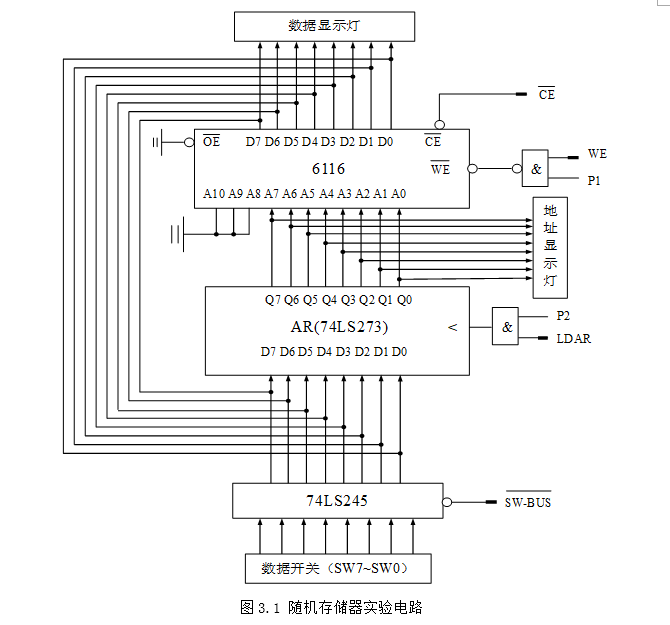 数据显示灯
CE
OE D7 D6 D5 D4 D3 D2 D1 D0 CE
6116 WE
& WE
P1
A10 A9 A8 A7 A6 A5 A4 A3 A2 A1 A0
地址显示灯
Q7 Q6 Q5 Q4 Q3 Q2 Q1 Q0
AR(74LS273) <
& P2
LDAR
D7 D6 D5 D4 D3 D2 D1 D0
74LS245
SW-BUS
数据开关（SW7~SW0）
图 3.1 随机存储器实验电路